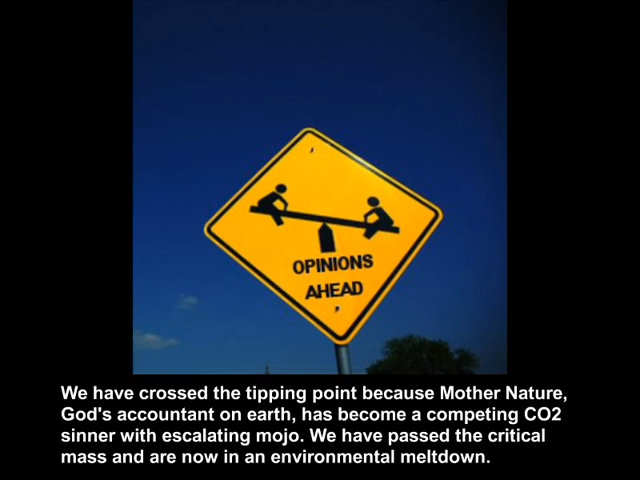 OPINIONS
AHEAD
We have crossed the tipping point because Mother Nature,
God's accountant on earth, has become a competing CO2
sinner with escalating mojo. We have passed the critical
mass and are now in an environmental meltdown.